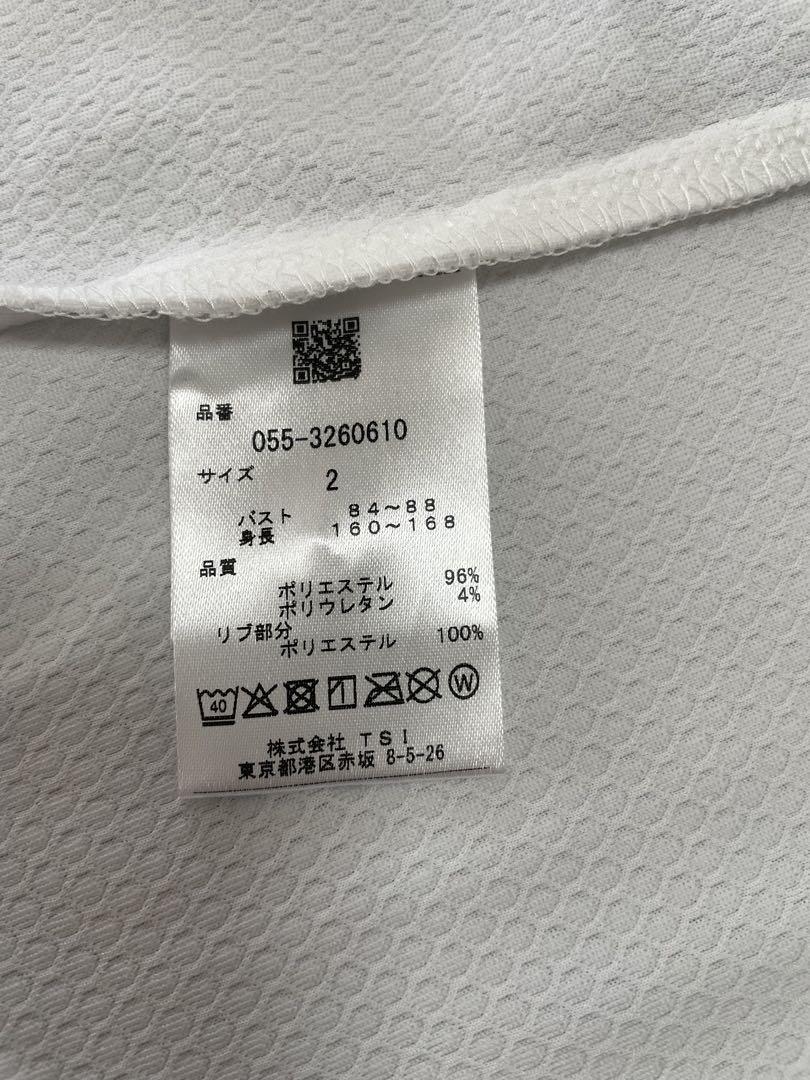 品番
055-3260610
サイズ 2
バスト 84～88
身長 160～168
品質
ポリエステル 96%
ポリウレタン 4%
リブ部分
ポリエステル 100%
40 W
株式会社 TSI
東京都港区赤坂 8-5-26